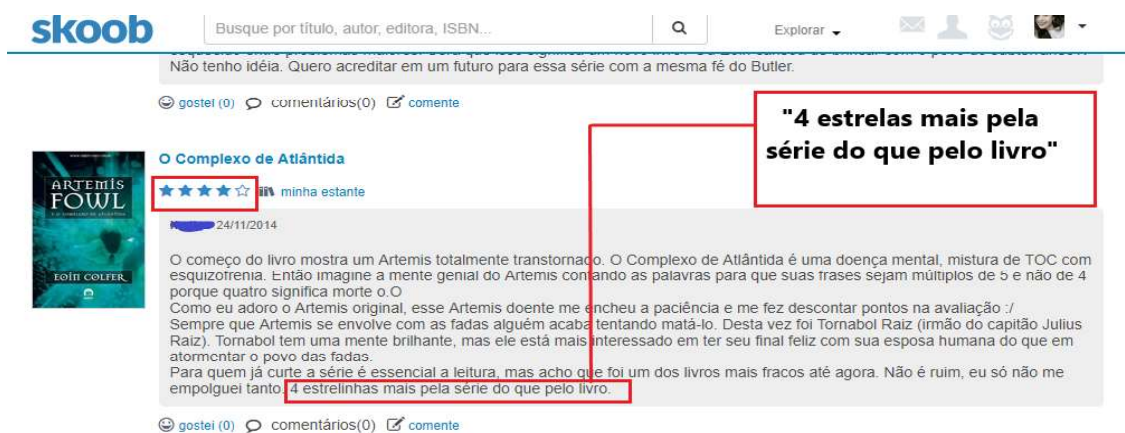 skoob
Busque por título, autor, editora, ISBN...
Explorar
Não tenho idéia. Quero acreditar em um futuro para essa série com a mesma fé do Butler.
gostei (0) comentários(0) comente
"4 estrelas mais pela
série do que pelo livro"
O Complexo de Atlântida
minha estante
24/11/2014
ARTEMIS
FOWL
EOIN COLFER
O começo do livro mostra um Artemis totalmente transtornado. O Complexo de Atlântida é uma doença mental, mistura de TOC com
esquizofrenia. Então imagine a mente genial do Artemis contando as palavras para que suas frases sejam múltiplos de 5 e não de 4
porque quatro significa morte o.O
Como eu adoro o Artemis original, esse Artemis doente me encheu a paciência e me fez descontar pontos na avaliação :/
Sempre que Artemis se envolve com as fadas alguém acaba tentando matá-lo. Desta vez foi Tornabol Raiz (irmão do capitão Julius
Raiz). Tornabol tem uma mente brilhante, mas ele está mais interessado em ter seu final feliz com sua esposa humana do que em
atormentar o povo das fadas.
Para quem já curte a série é essencial a leitura, mas acho que foi um dos livros mais fracos até agora. Não é ruim, eu só não me
empolguei tanto. 4 estrelinhas mais pela série do que pelo livro.
gostei (0) comentários(0) comente